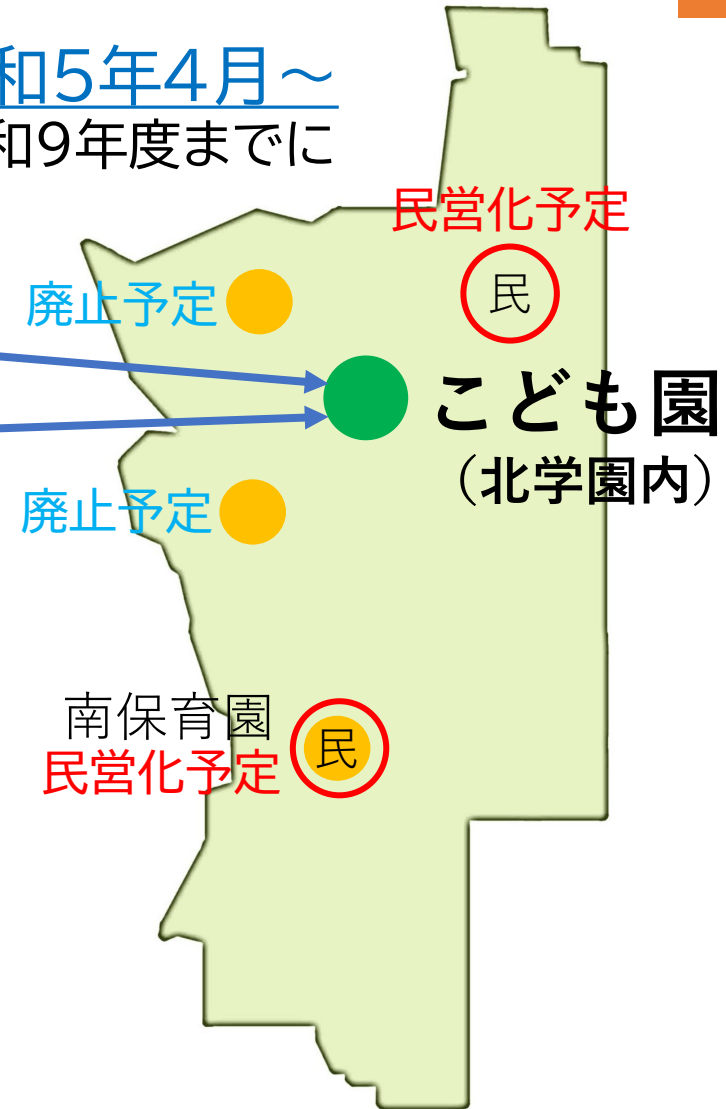 和5年4月～
和9年度までに
民営化予定
民
廃止予定
こども園
（北学園内）
廃止予定
南保育園
民営化予定
民